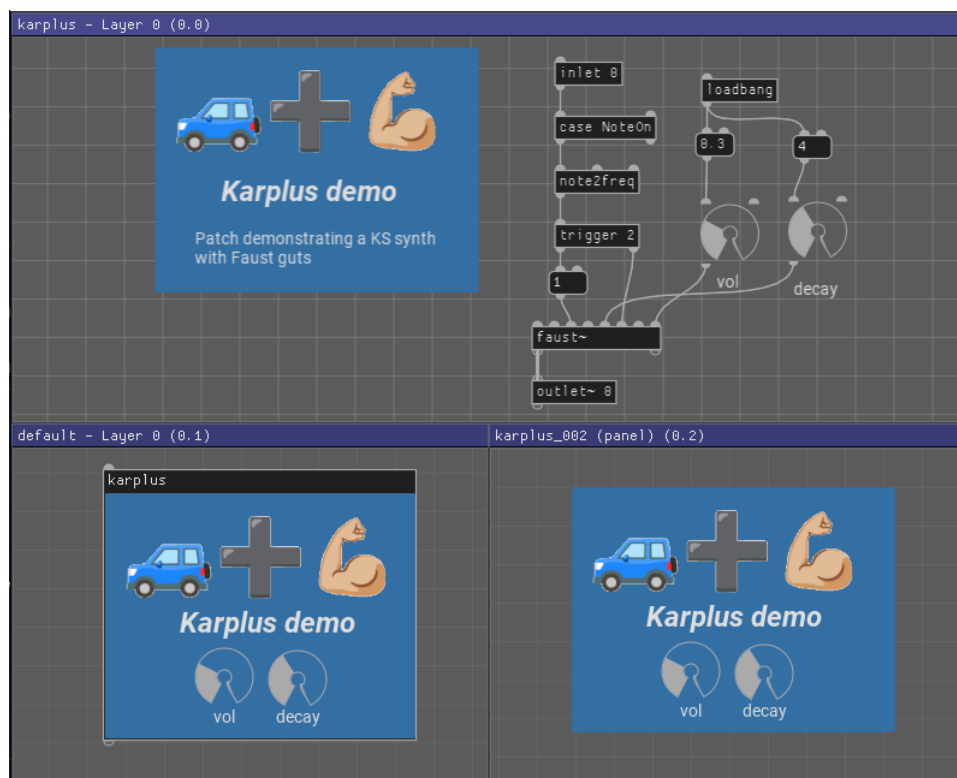 karplus - Layer 0 (0.0)
Karplus demo
Patch demonstrating a KS synth
with Faust guts
inlet 0
case NoteOn
note2freq
trigger 2
1
faust~
outlet~ 0
loadbang
0.3
4
vol
decay
default - Layer 0 (0.1)
karplus
Karplus demo
vol
decay
karplus_002 (panel) (0.2)
Karplus demo
vol
decay